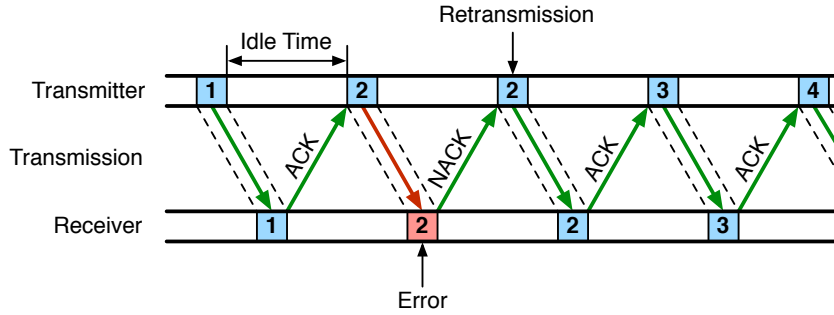 Retransmission
Idle Time
Transmitter 1 2 2 3 4
Transmission ACK NACK ACK ACK
Receiver 1 2 2 3
Error